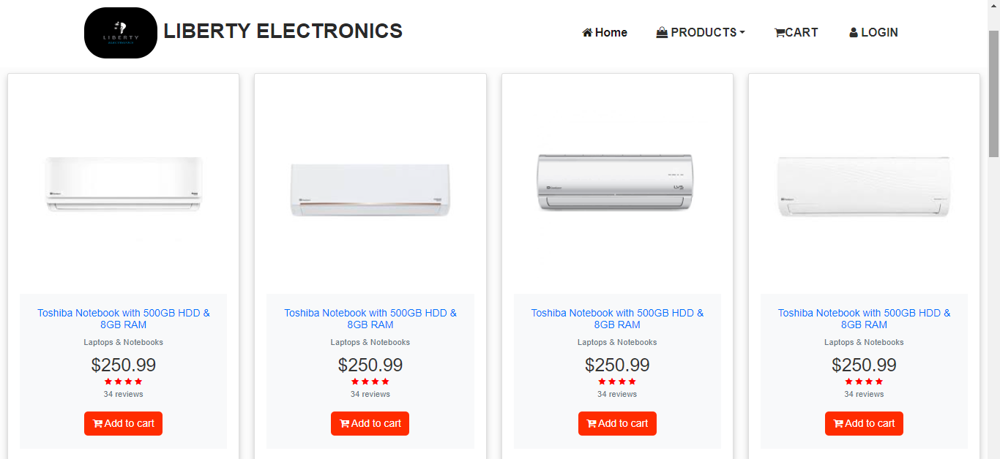 LIBERTY
ELECTRONICS
LIBERTY ELECTRONICS
Home
PRODUCTS
CART
LOGIN
Toshiba Notebook with 500GB HDD &
8GB RAM
Laptops & Notebooks
$250.99
34 reviews
Add to cart
Toshiba Notebook with 500GB HDD &
8GB RAM
Laptops & Notebooks
$250.99
34 reviews
Add to cart
Toshiba Notebook with 500GB HDD &
8GB RAM
Laptops & Notebooks
$250.99
34 reviews
Add to cart
Toshiba Notebook with 500GB HDD &
8GB RAM
Laptops & Notebooks
$250.99
34 reviews
Add to cart